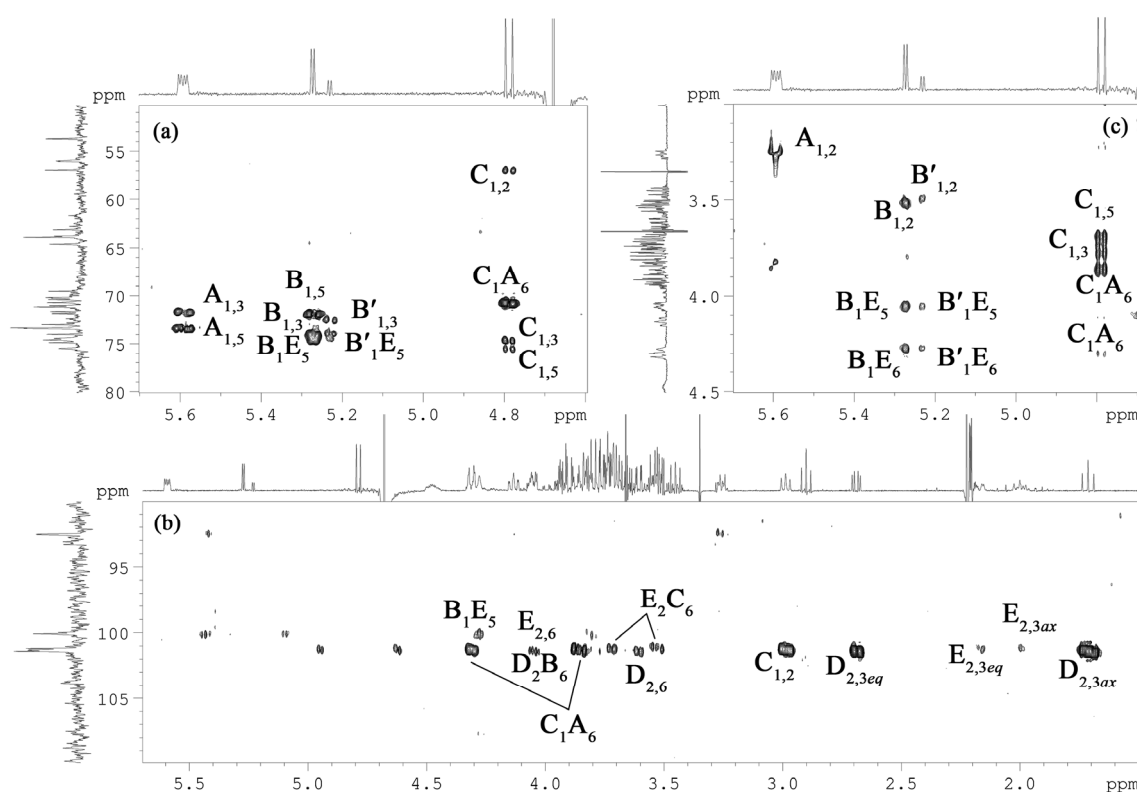 ppm
(a)
55
60
65
70
75
80
C1,2
C1A6
C1,3
C1,5
A1,3
A1,5
B1,5
B1,3
B′1,3
B1E5
B′1E5
5.6
5.4
5.2
5.0
4.8
ppm
ppm
(c)
3.5
4.0
4.5
A1,2
B′1,2
B1,2
C1,5
C1,3
C1A6
B1E5
B′1E5
C1A6
B1E6
B′1E6
5.6
5.4
5.2
5.0
ppm
ppm
(b)
95
100
105
B1E5
E2,6
D2B6
E2C6
D2,6
C1A6
C1,2
D2,3eq
E2,3eq
E2,3ax
D2,3ax
5.5
5.0
4.5
4.0
3.5
3.0
2.5
2.0
ppm